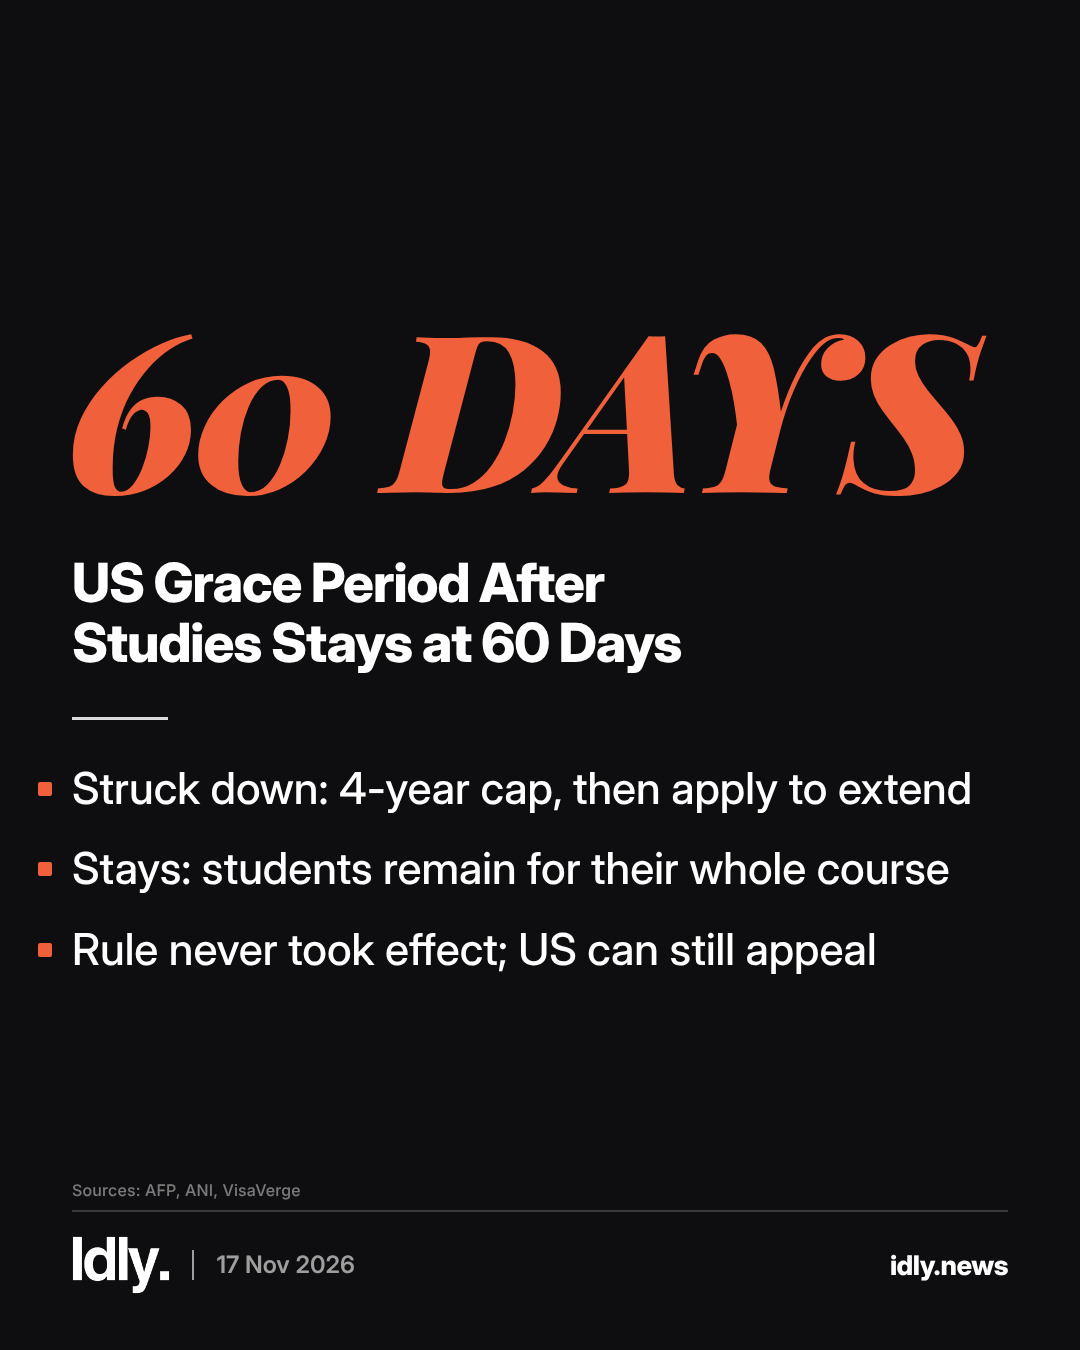 60 DAYS
US Grace Period After
Studies Stays at 60 Days
Struck down: 4-year cap, then apply to extend
Stays: students remain for their whole course
Rule never took effect; US can still appeal
Sources: AFP, ANI, VisaVerge
Idly. | 17 Nov 2026
idly.news